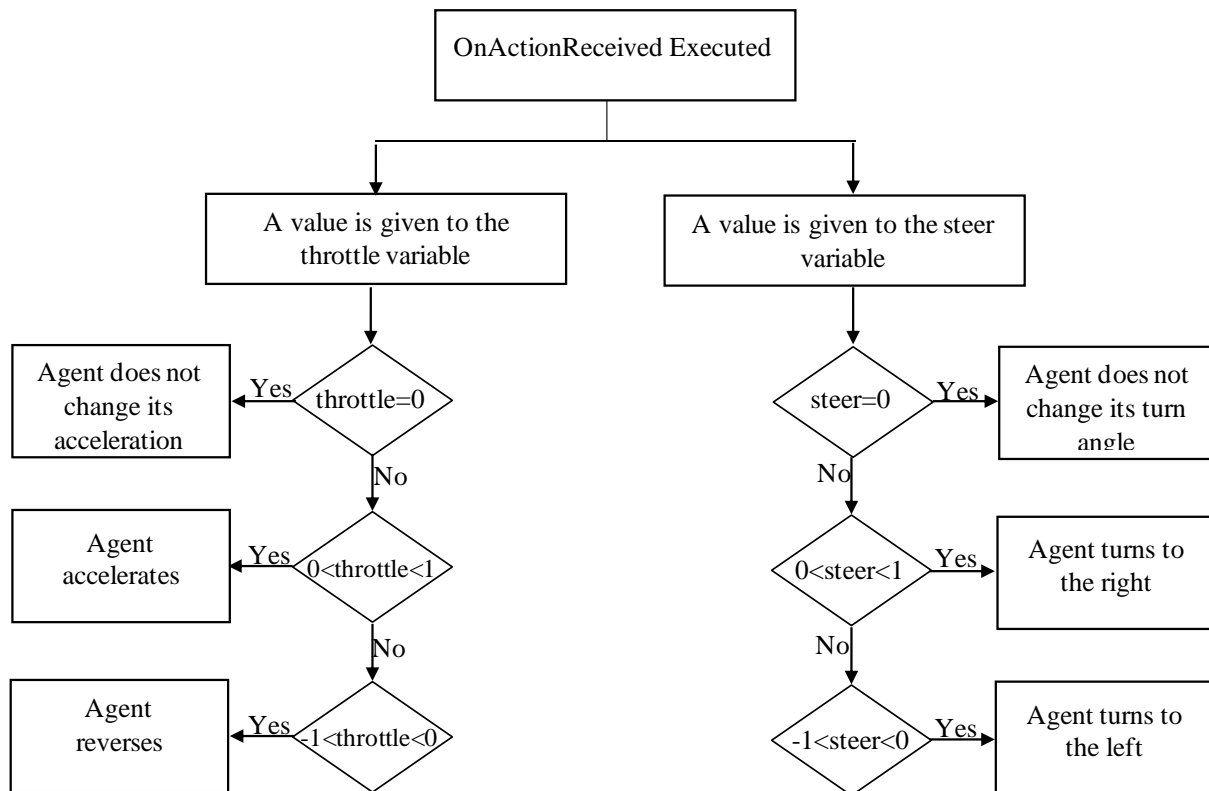 OnActionReceived Executed
A value is given to the
throttle variable
A value is given to the steer
variable
Agent does not
change its
acceleration
Yes
throttle=0
No
steer=0
Yes
Agent does not
change its turn
angle
No
Agent
accelerates
Yes
0<throttle<1
No
0<steer<1
Yes
Agent turns to
the right
No
Agent
reverses
Yes
-1<throttle<0
-1<steer<0
Yes
Agent turns to
the left